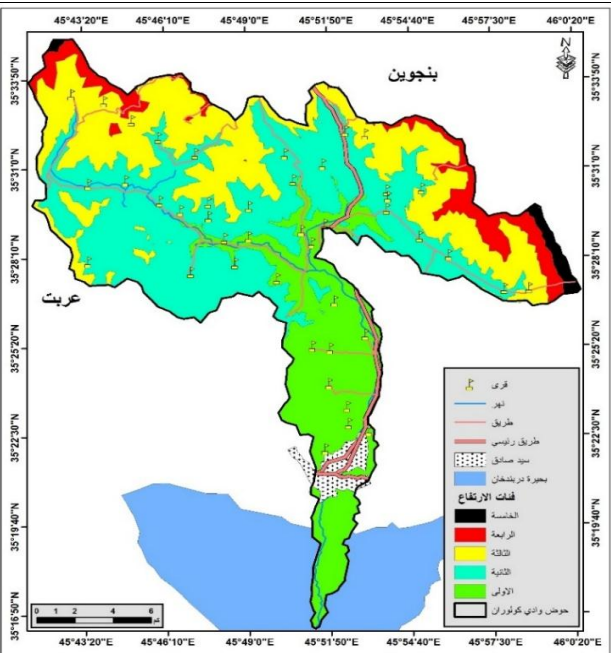 45°43'20" 45°46'10" 45°49'0" 45°51'50" 45°54'40" 45°57'30" 46°0'20"
N
بنجوين
عربت
35°33'50"N
35°31'0"N
35°28'10"N
35°25'20"N
35°22'30"N
35°19'40"N
35°16'50"N
قرى
نهر
طريق
طريق رئيسي
سيد صادق
بحيرة دربندخان
فئات الارتفاع
الخامسة
الرابعة
الثالثة
الثانية
الاولى
حوض وادي كولوران
0 1 2 4 6
كم
45°43'20" 45°46'10" 45°49'0" 45°51'50" 45°54'40" 45°57'30" 46°0'20"